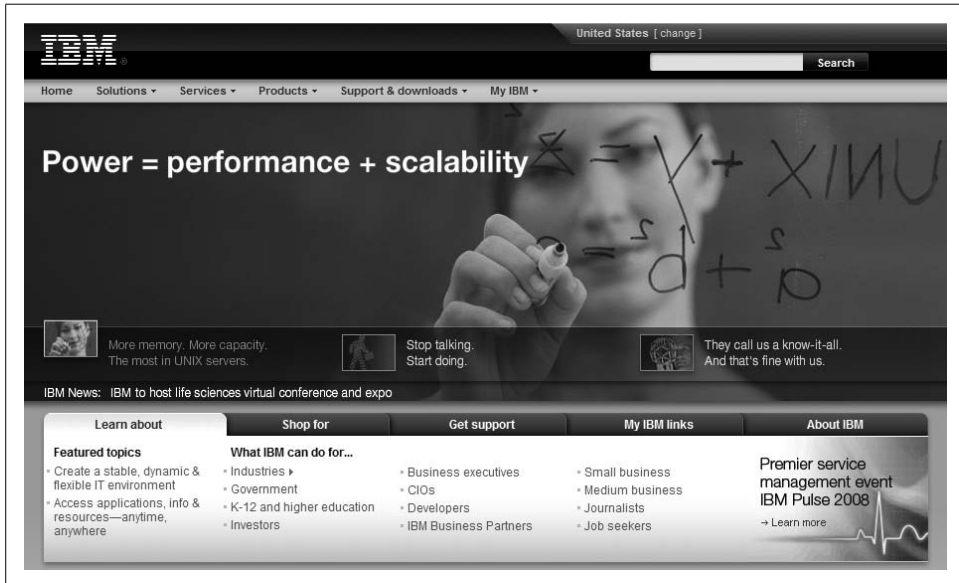 United States [ change ]
IBM®
Search
Home Solutions Services Products Support & downloads My IBM
Power = performance + scalability
More memory. More capacity.
The most in UNIX servers.
Stop talking.
Start doing.
They call us a know-it-all.
And that's fine with us.
IBM News: IBM to host life sciences virtual conference and expo
Learn about Shop for Get support My IBM links About IBM
Featured topics
Create a stable, dynamic &
flexible IT environment
Access applications, info &
resources—anytime,
anywhere
What IBM can do for...
Industries
Government
K-12 and higher education
Investors
Business executives
CIOs
Developers
IBM Business Partners
Small business
Medium business
Journalists
Job seekers
Premier service
management event
IBM Pulse 2008
→ Learn more